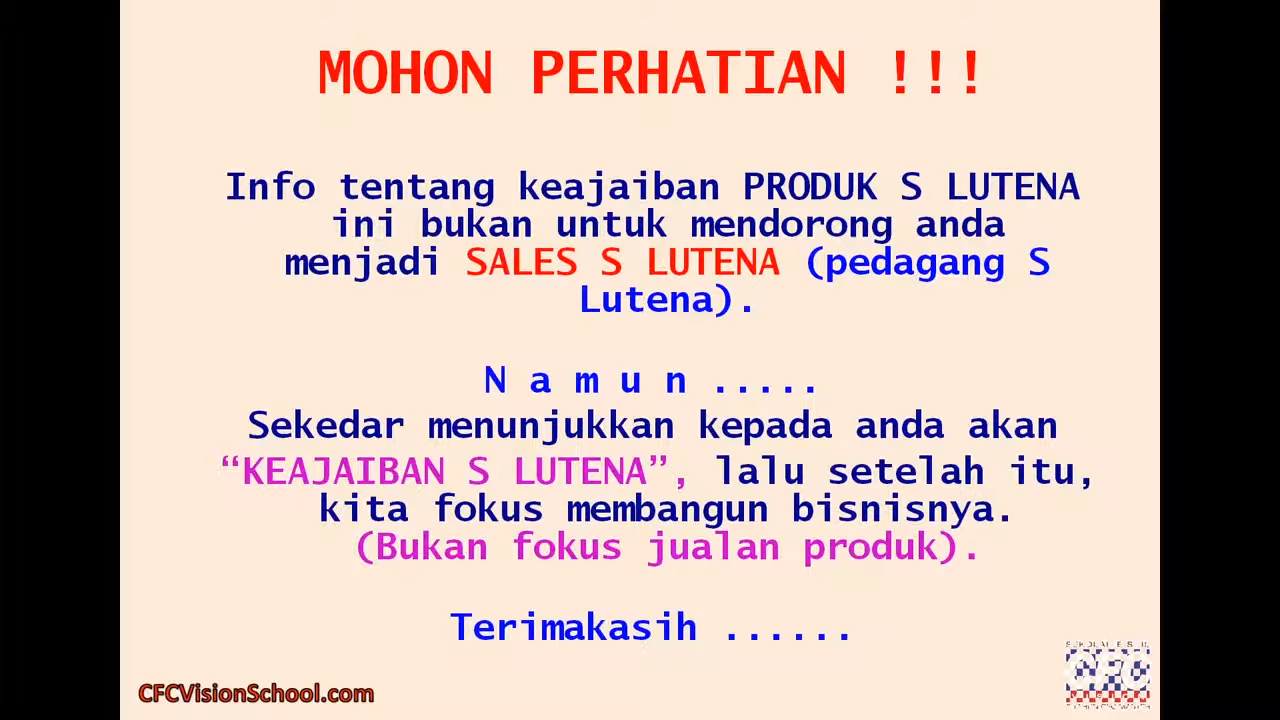 MOHON PERHATIAN !!!
Info tentang keajaiban PRODUK S LUTENA
ini bukan untuk mendorong anda
menjadi SALES S LUTENA (pedagang S
Lutena).
N a m u n .....
Sekedar menunjukkan kepada anda akan
“KEAJAIBAN S LUTENA”, lalu setelah itu,
kita fokus membangun bisnisnya.
(Bukan fokus jualan produk).
Terimakasih ......
CFCVisionSchool.com
CFC